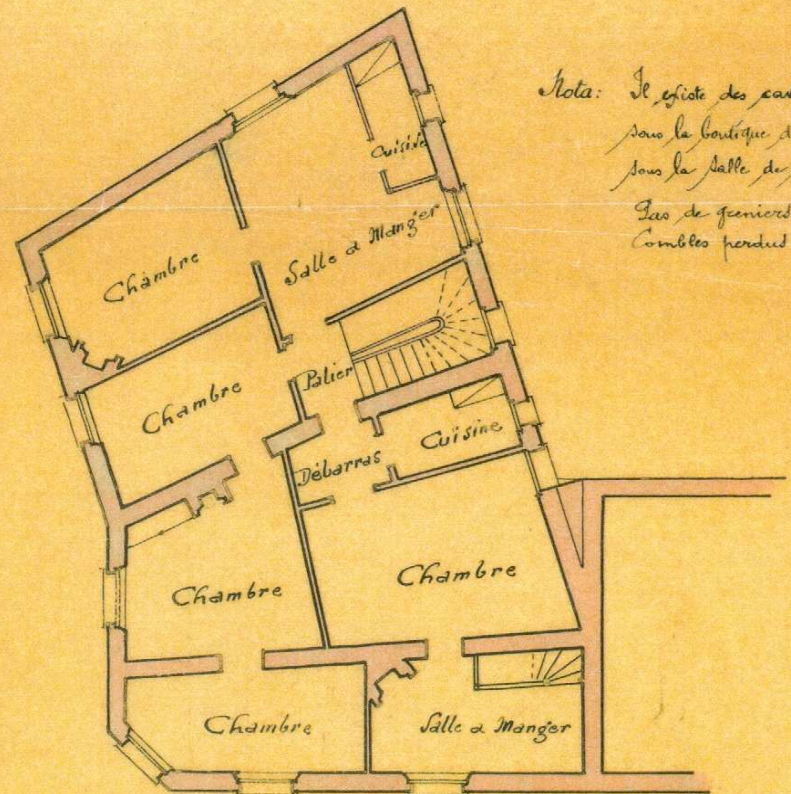 Nota: Il existe des
sous la boutique
sous la Salle de
Pas de greniers
Combles perdus
Cuisine
Salle a Manger
Chambre
Palier
Chambre
Cuisine
Débarras
Chambre
Chambre
Chambre
Salle a Manger